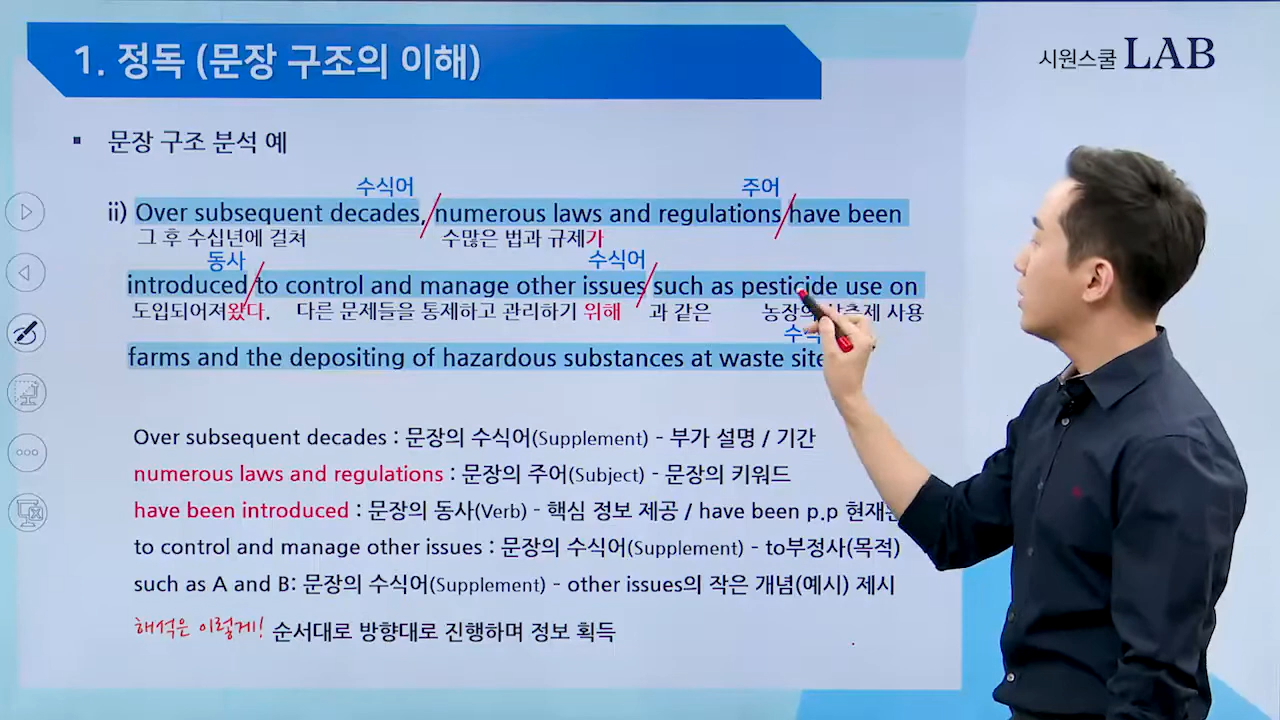 1. 정독 (문장 구조의 이해)
시원스쿨 LAB
▪ 문장 구조 분석 예
수식어 주어
ii) Over subsequent decades, numerous laws and regulations have been
그 후 수십년에 걸쳐 수많은 법과 규제가
동사 수식어
introduced to control and manage other issues such as pesticide use on
도입되어져왔다. 다른 문제들을 통제하고 관리하기 위해 과 같은 농장의 사용
farms and the depositing of hazardous substances at waste
Over subsequent decades : 문장의 수식어(Supplement) - 부가 설명 / 기간
numerous laws and regulations : 문장의 주어(Subject) - 문장의 키워드
have been introduced : 문장의 동사(Verb) - 핵심 정보 제공 / have been p.p
to control and manage other issues : 문장의 수식어(Supplement) - to부정사(목적)
such as A and B: 문장의 수식어(Supplement) - other issues의 작은 개념(예시) 제시
해석은 이렇게! 순서대로 방향대로 진행하며 정보 획득